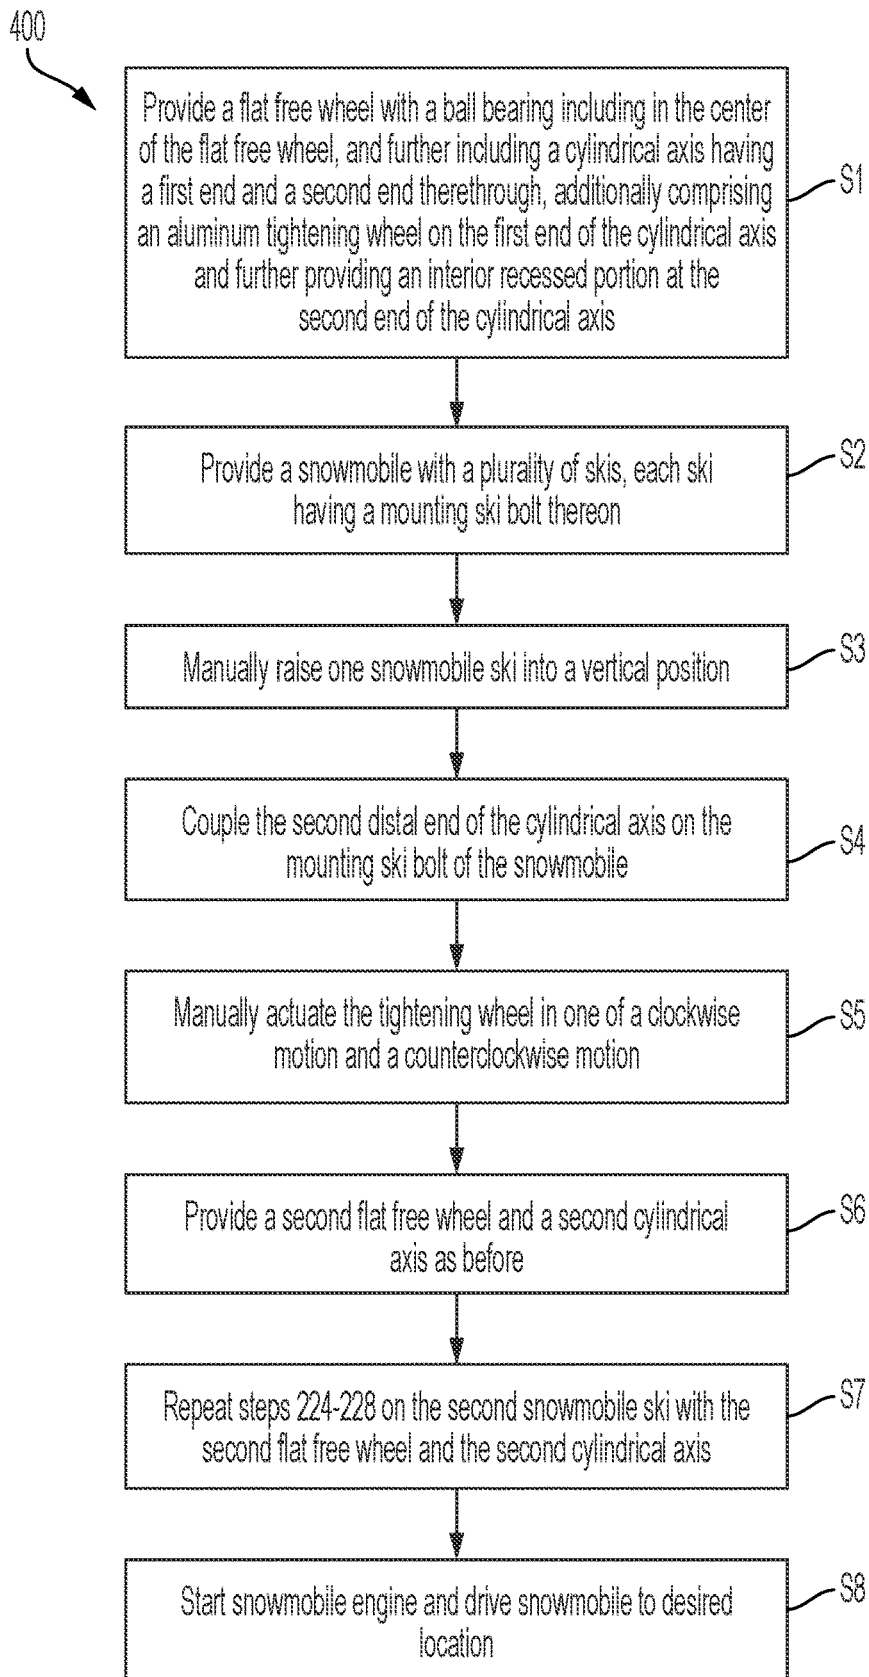 400
Provide a flat free wheel with a ball bearing including in the center
of the flat free wheel, and further including a cylindrical axis having
a first end and a second end therethrough, additionally comprising
an aluminum tightening wheel on the first end of the cylindrical axis
and further providing an interior recessed portion at the
second end of the cylindrical axis
S1
Provide a snowmobile with a plurality of skis, each ski
having a mounting ski bolt thereon
S2
Manually raise one snowmobile ski into a vertical position
S3
Couple the second distal end of the cylindrical axis on the
mounting ski bolt of the snowmobile
S4
Manually actuate the tightening wheel in one of a clockwise
motion and a counterclockwise motion
S5
Provide a second flat free wheel and a second cylindrical
axis as before
S6
Repeat steps 224-228 on the second snowmobile ski with the
second flat free wheel and the second cylindrical axis
S7
Start snowmobile engine and drive snowmobile to desired
location
S8